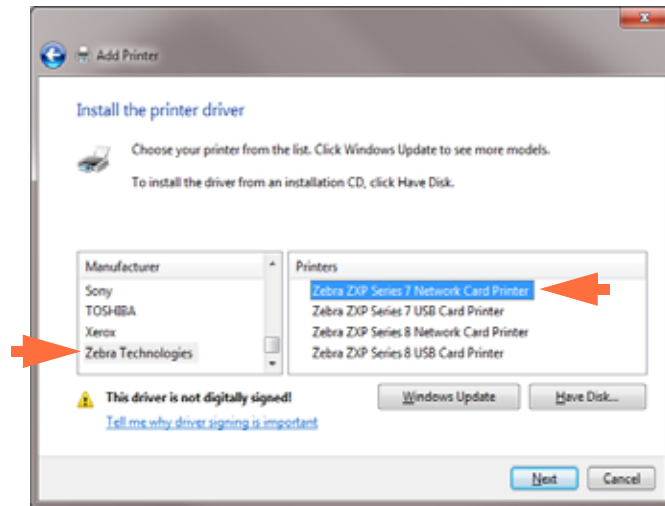 Add Printer
Install the printer driver
Choose your printer from the list. Click Windows Update to see more models.
To install the driver from an installation CD, click Have Disk.
Manufacturer
Sony
TOSHIBA
Xerox
Zebra Technologies
Printers
Zebra ZXP Series 7 Network Card Printer
Zebra ZXP Series 7 USB Card Printer
Zebra ZXP Series 8 Network Card Printer
Zebra ZXP Series 8 USB Card Printer
This driver is not digitally signed!
Tell me why driver signing is important
Windows Update
Have Disk...
Next
Cancel